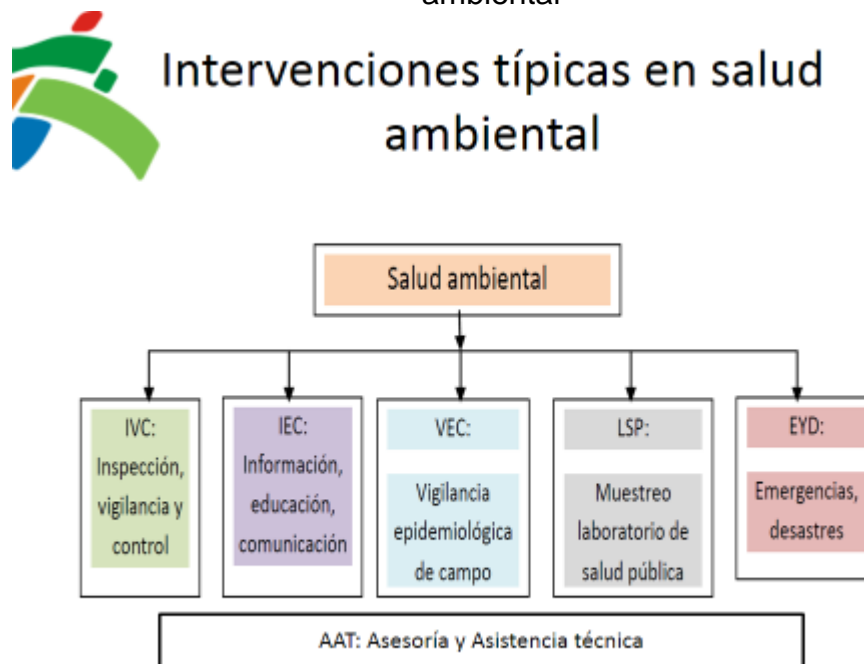 ambiental
Intervenciones típicas en salud
ambiental
Salud ambiental
IVC:
Inspección,
vigilancia y
control
IEC:
Información,
educación,
comunicación
VEC:
Vigilancia
epidemiológica
de campo
LSP:
Muestreo
laboratorio de
salud pública
EYD:
Emergencias,
desastres
AAT: Asesoría y Asistencia técnica